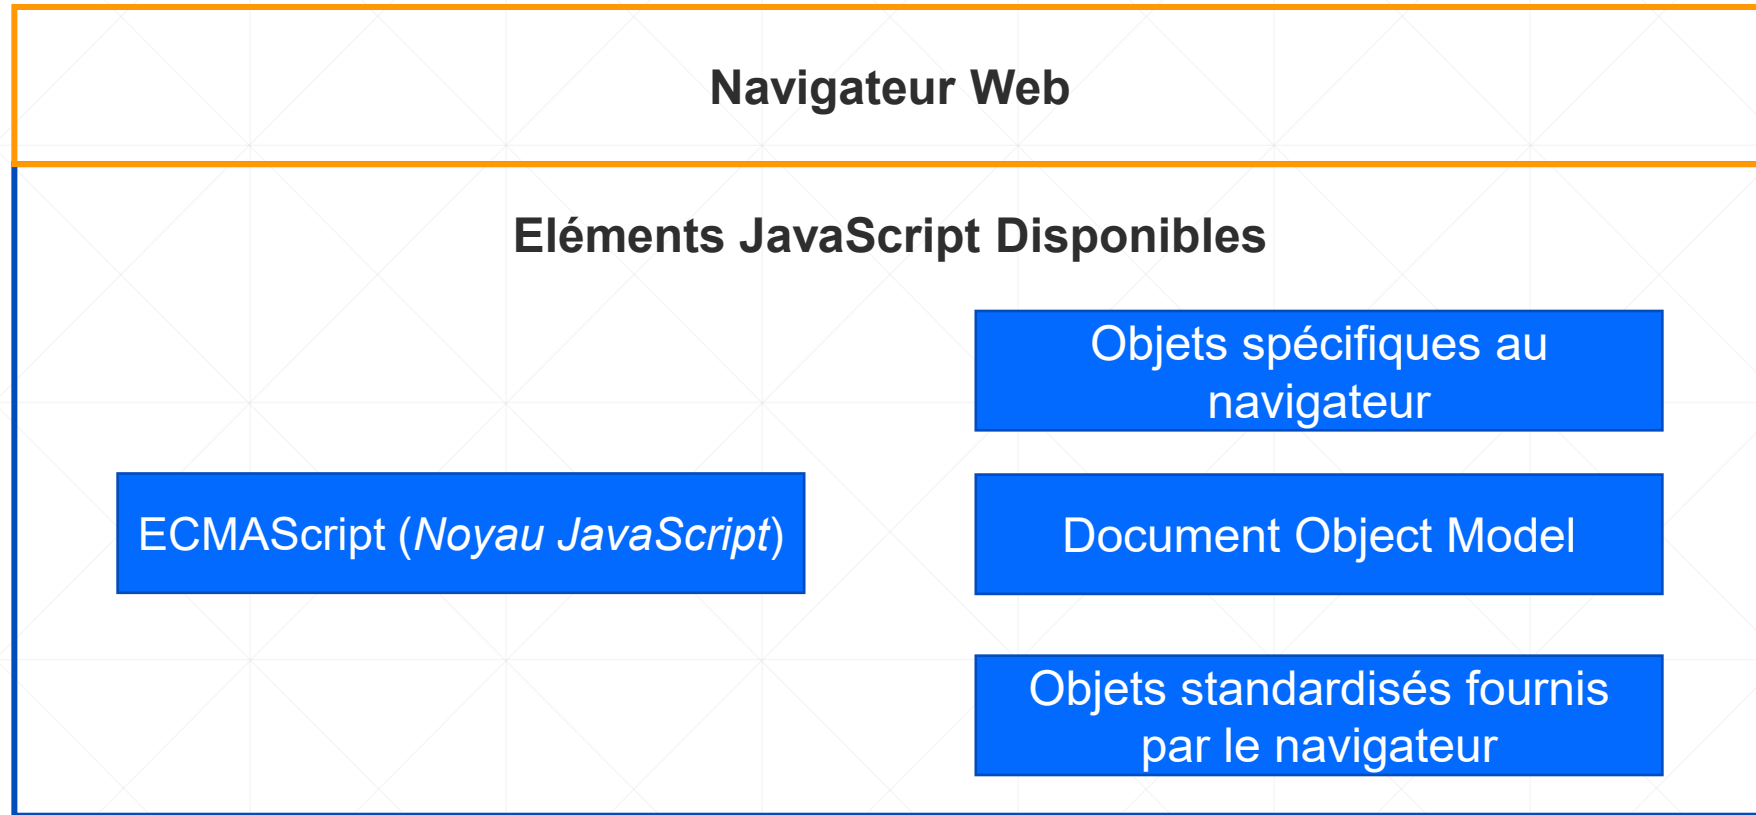 Navigateur Web
Eléments JavaScript Disponibles
Objets spécifiques au
navigateur
ECMAScript (Noyau JavaScript)
Document Object Model
Objets standardisés fournis
par le navigateur